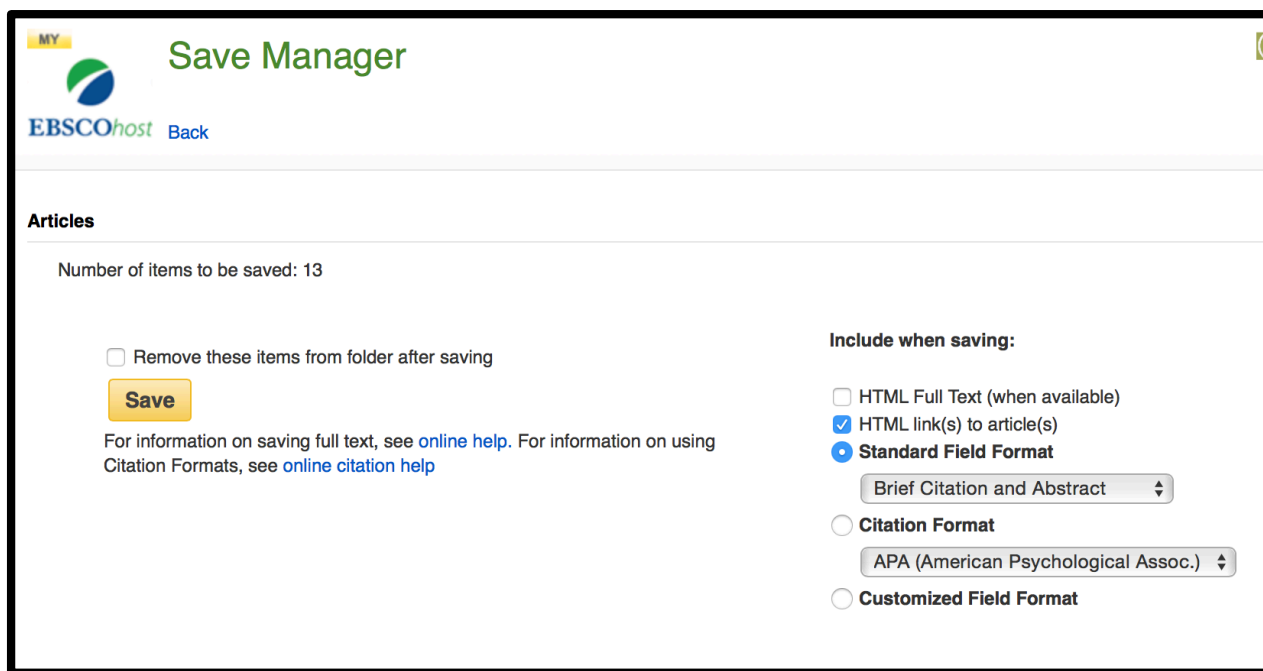 MY
Save Manager
EBSCOhost
Back
Articles
Number of items to be saved: 13
Remove these items from folder after saving
Save
For information on saving full text, see online help. For information on using
Citation Formats, see online citation help
Include when saving:
HTML Full Text (when available)
HTML link(s) to article(s)
Standard Field Format
Brief Citation and Abstract
Citation Format
APA (American Psychological Assoc.)
Customized Field Format